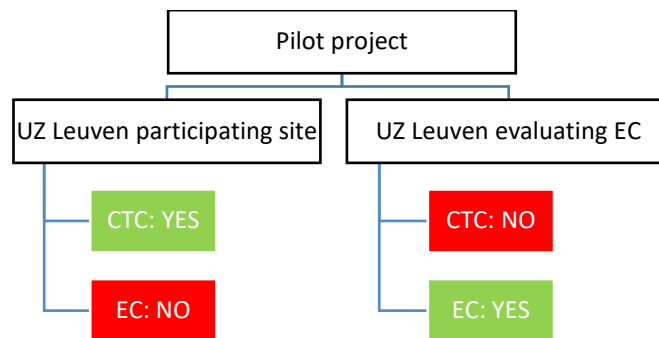 Pilot project
UZ Leuven participating site
UZ Leuven evaluating EC
CTC: YES
CTC: NO
EC: NO
EC: YES